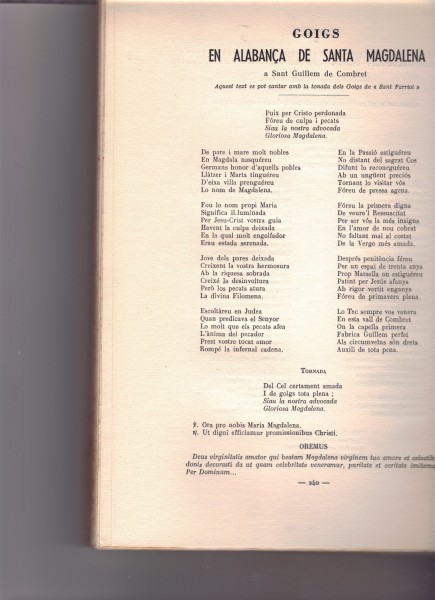 GOIGS
EN ALABANÇA DE SANTA MAGDALENA
a Sant Guillem de Combret
Aquest text es pot cantar amb la tonada dels Goigs de « Sant Farriol »
Puix per Cristo perdonada
Fóreu de culpa i pecats
Siau la nostra advocada
Gloriosa Magdalena.
De pare i mare molt nobles
En Magdala nasquéreu
Germans honor d'aquells pobles
Llàtzer i Marta tinguéreu
D'eixa villa prenguéreu
Lo nom de Magdalena.
Fou lo nom propi Maria
Significa il.luminada
Per Jesu-Crist vostra guia
Havent la culpa deixada
En la qual molt engolfador
Erau estada serenada.
Jove dels pares deixada
Creixent la vostra hermosura
Ab la riquesa sobrada
Creixé la desinvoltura
Però los pecats atura
La divina Filomena.
Escoltàreu en Judea
Quan predicava el Senyor
Lo molt que els pecats afea
L'ànima del pecador
Prest vostre tocat amor
Rompé la infernal cadena.
En la Passió estiguéreu
No distant del sagrat Cos
Difunt lo reconeguéreu
Ab un ungüent preciós
Tornant lo visitar vós
Fóreu de pressa agena.
Fóreu la primera digna
De veure'l Ressuscitat
Per ser vós la més insigna
En l'amor de nou cobrat
No faltant mai al costat
De la Verge més amada.
Després penitència féreu
Per un espai de trenta anys
Prop Marsella on estiguéreu
Patint per Jesús afanys
Ab rigor vertit enganys
Fóreu de primavera plena.
Lo Tec sempre vos venera
En esta vall de Combret
On la capella primera
Fabrica Guillem perfet
Als circumveïns són drets
Auxili de tota pena.
TORNADA
Del Cel certament amada
I de goigs tota plena ;
Siau la nostra advocada
Gloriosa Magdalena.
℣. Ora pro nobis Maria Magdalena.
℟. Ut digni efficiamur promissionibus Christi.
OREMUS
Deus virginitatis amator qui beatam Magdalena virginem tuo amore et
donis decorasti da ut quam celebritate veneramur, puritate et caritate
Per Dominum...
— 240 —